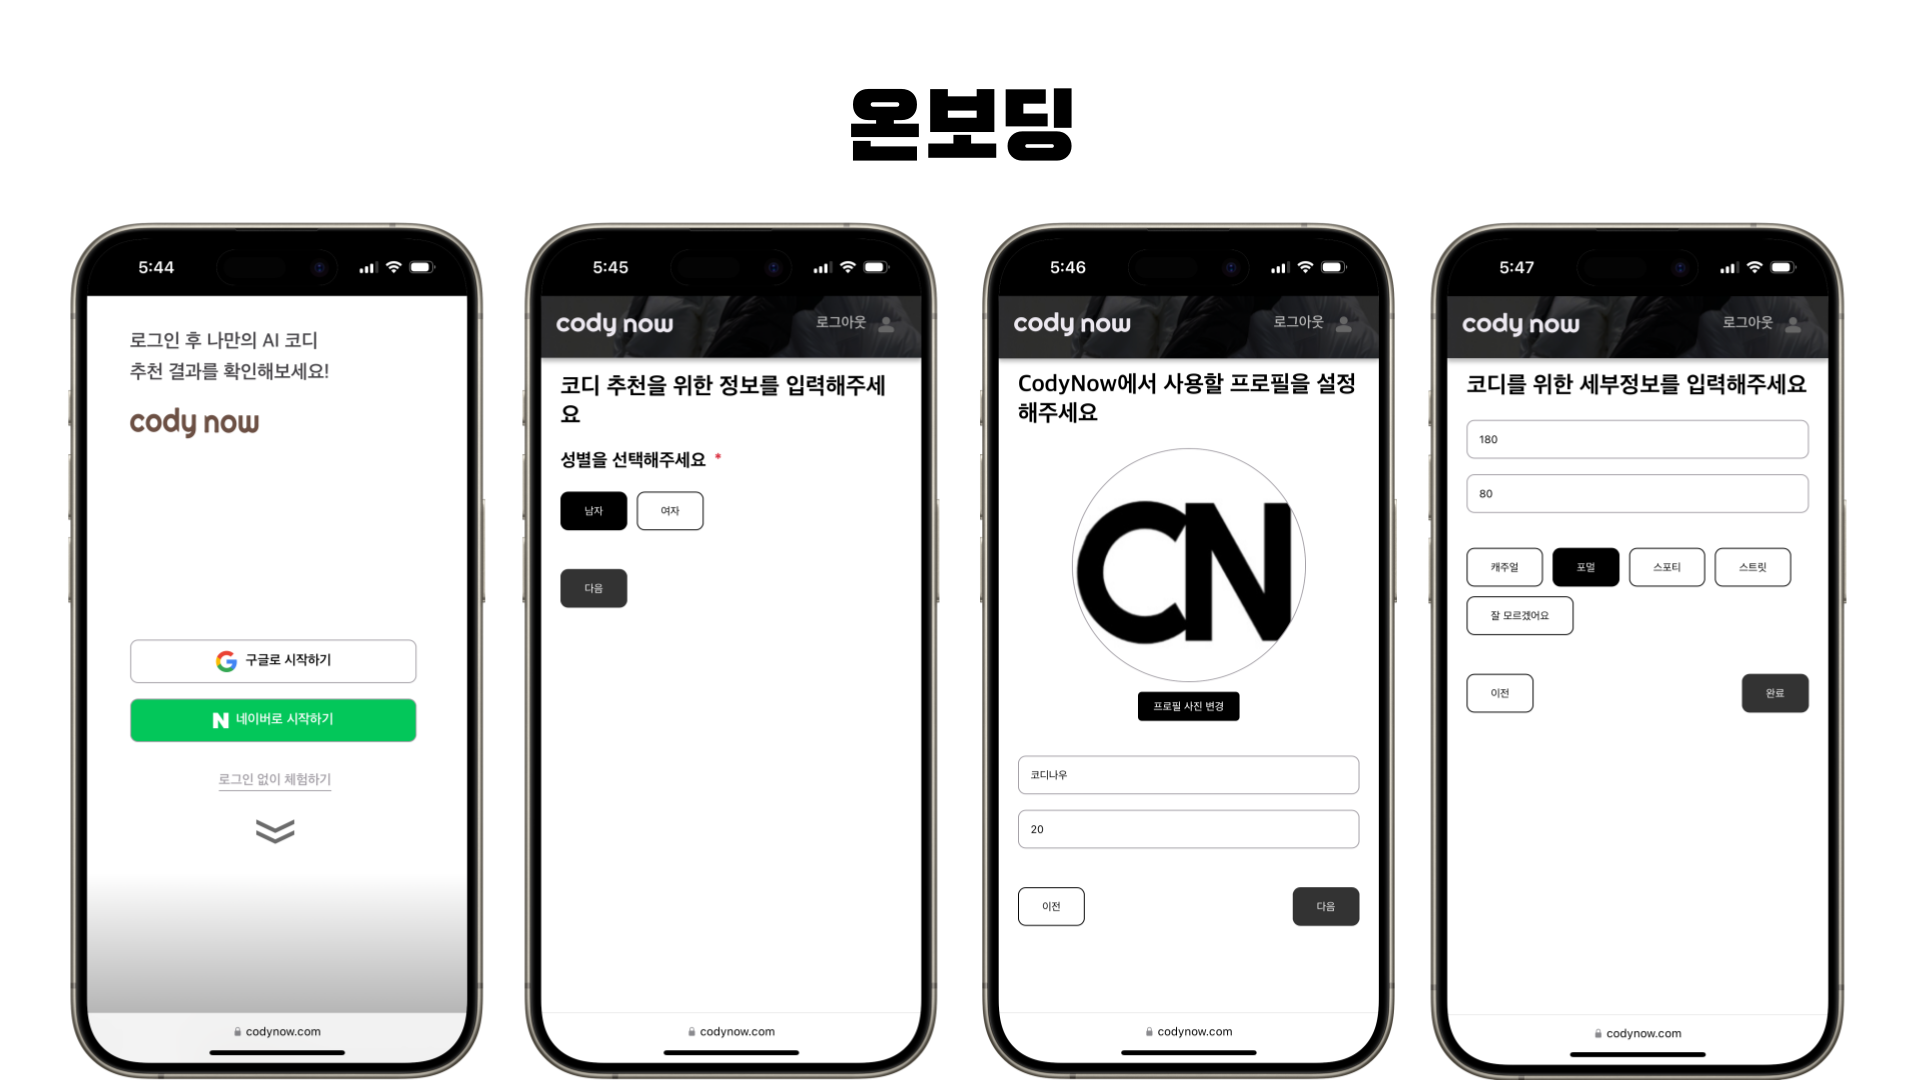 온보딩
5:44
로그인 후 나만의 AI 코디
추천 결과를 확인해보세요!
cody now
구글로 시작하기
네이버로 시작하기
로그인 없이 체험하기
codynow.com
5:45
cody now
로그아웃
코디 추천을 위한 정보를 입력해주세
요
성별을 선택해주세요 *
남자
여자
다음
codynow.com
5:46
cody now
로그아웃
CodyNow에서 사용할 프로필을 설정
해주세요
CN
프로필 사진 변경
코디나우
20
이전
다음
codynow.com
5:47
cody now
로그아웃
코디를 위한 세부정보를 입력해주세요
180
80
캐주얼
포멀
스포티
스트릿
잘 모르겠어요
이전
완료
codynow.com